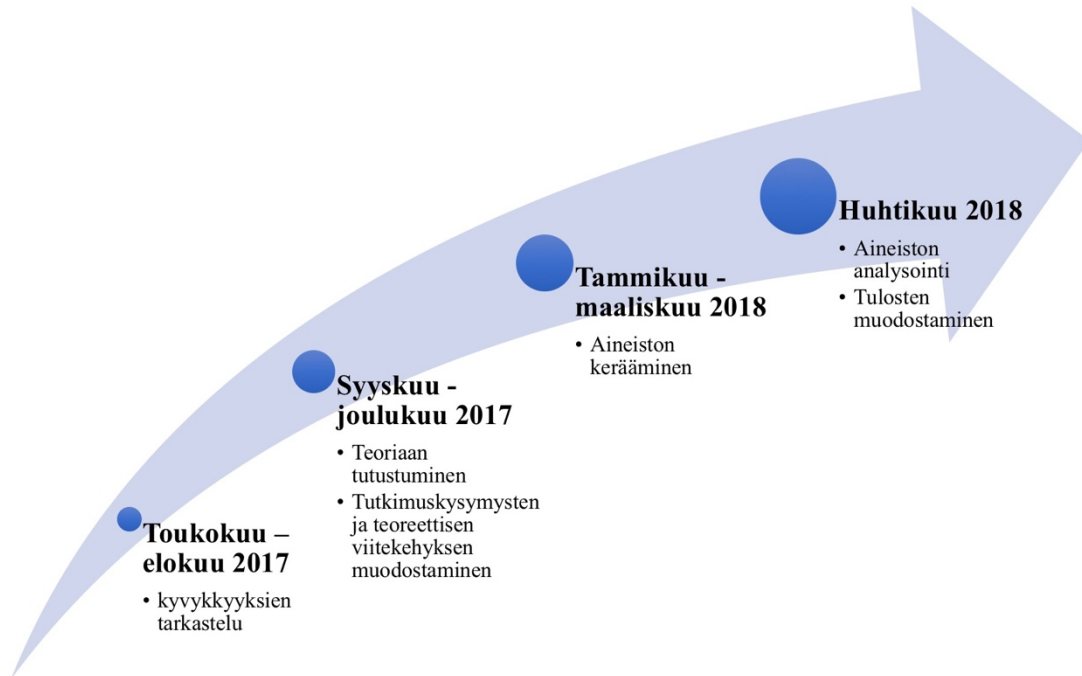 Toukokuu –
elokuu 2017
• kyvykkyyksien
tarkastelu
Syyskuu -
joulukuu 2017
• Teoriaan
tutustuminen
• Tutkimuskysymysten
ja teoreettisen
viitekehyksen
muodostaminen
Tammikuu -
maaliskuu 2018
• Aineiston
kerääminen
Huhtikuu 2018
• Aineiston
analysointi
• Tulosten
muodostaminen